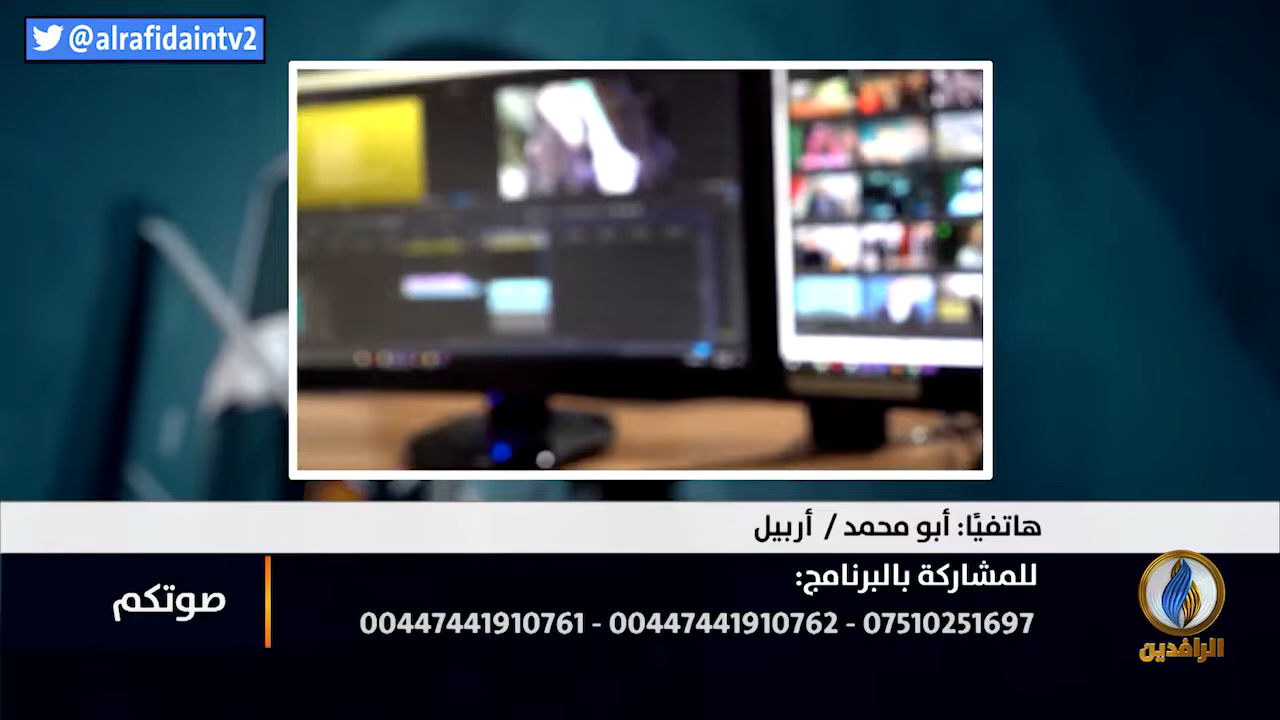 @alrafidaintv2
هاتفيًا: أبو محمد / أربيل
للمشاركة بالبرنامج:
00447441910761 - 00447441910762 - 07510251697
صوتكم
الرافدين